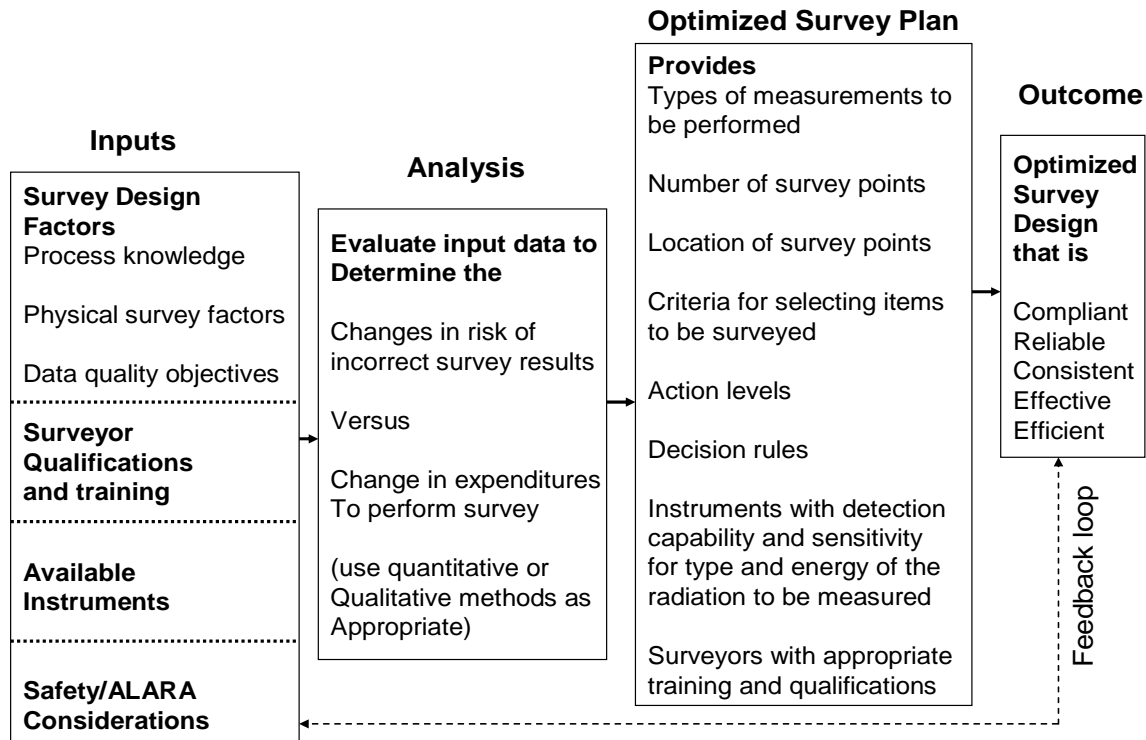 Inputs
Survey Design
Factors
Process knowledge
Physical survey factors
Data quality objectives
Surveyor
Qualifications
and training
Available
Instruments
Safety/ALARA
Considerations
Analysis
Evaluate input data to
Determine the
Changes in risk of
incorrect survey results
Versus
Change in expenditures
To perform survey
(use quantitative or
Qualitative methods as
Appropriate)
Optimized Survey Plan
Provides
Types of measurements to
be performed
Number of survey points
Location of survey points
Criteria for selecting items
to be surveyed
Action levels
Decision rules
Instruments with detection
capability and sensitivity
for type and energy of the
radiation to be measured
Surveyors with appropriate
training and qualifications
Outcome
Optimized
Survey
Design
that is
Compliant
Reliable
Consistent
Effective
Efficient
Feedback loop